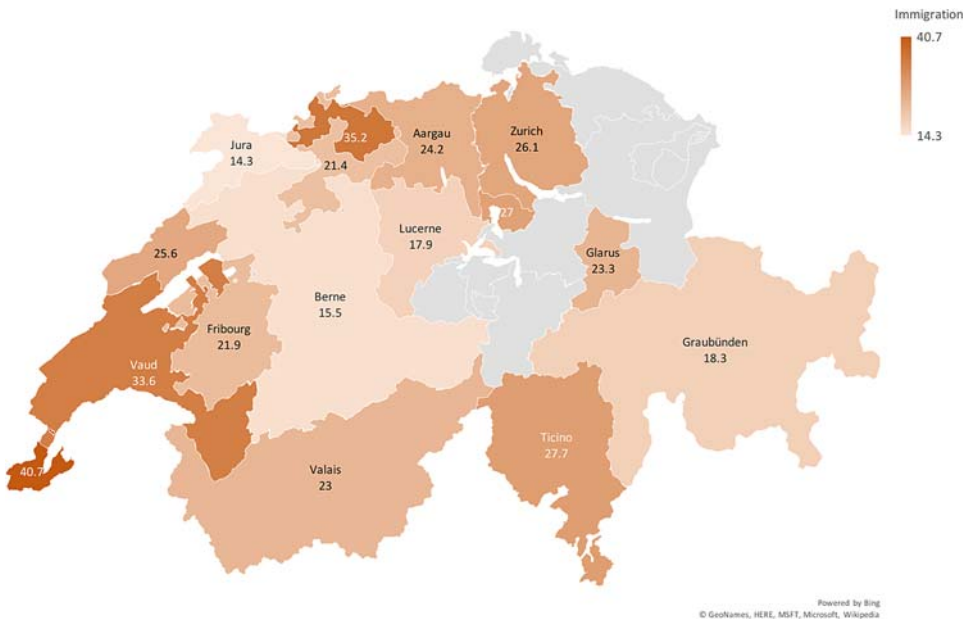 Immigration
40.7
14.3
35.2
Aargau
24.2
Zurich
26.1
Jura
14.3
21.4
27
Lucerne
17.9
25.6
Glarus
23.3
Berne
15.5
Fribourg
21.9
Graubünden
18.3
Vaud
33.6
Ticino
27.7
40.7
Valais
23
Powered by Bing
© GeoNames, HERE, MSFT, Microsoft, Wikipedia